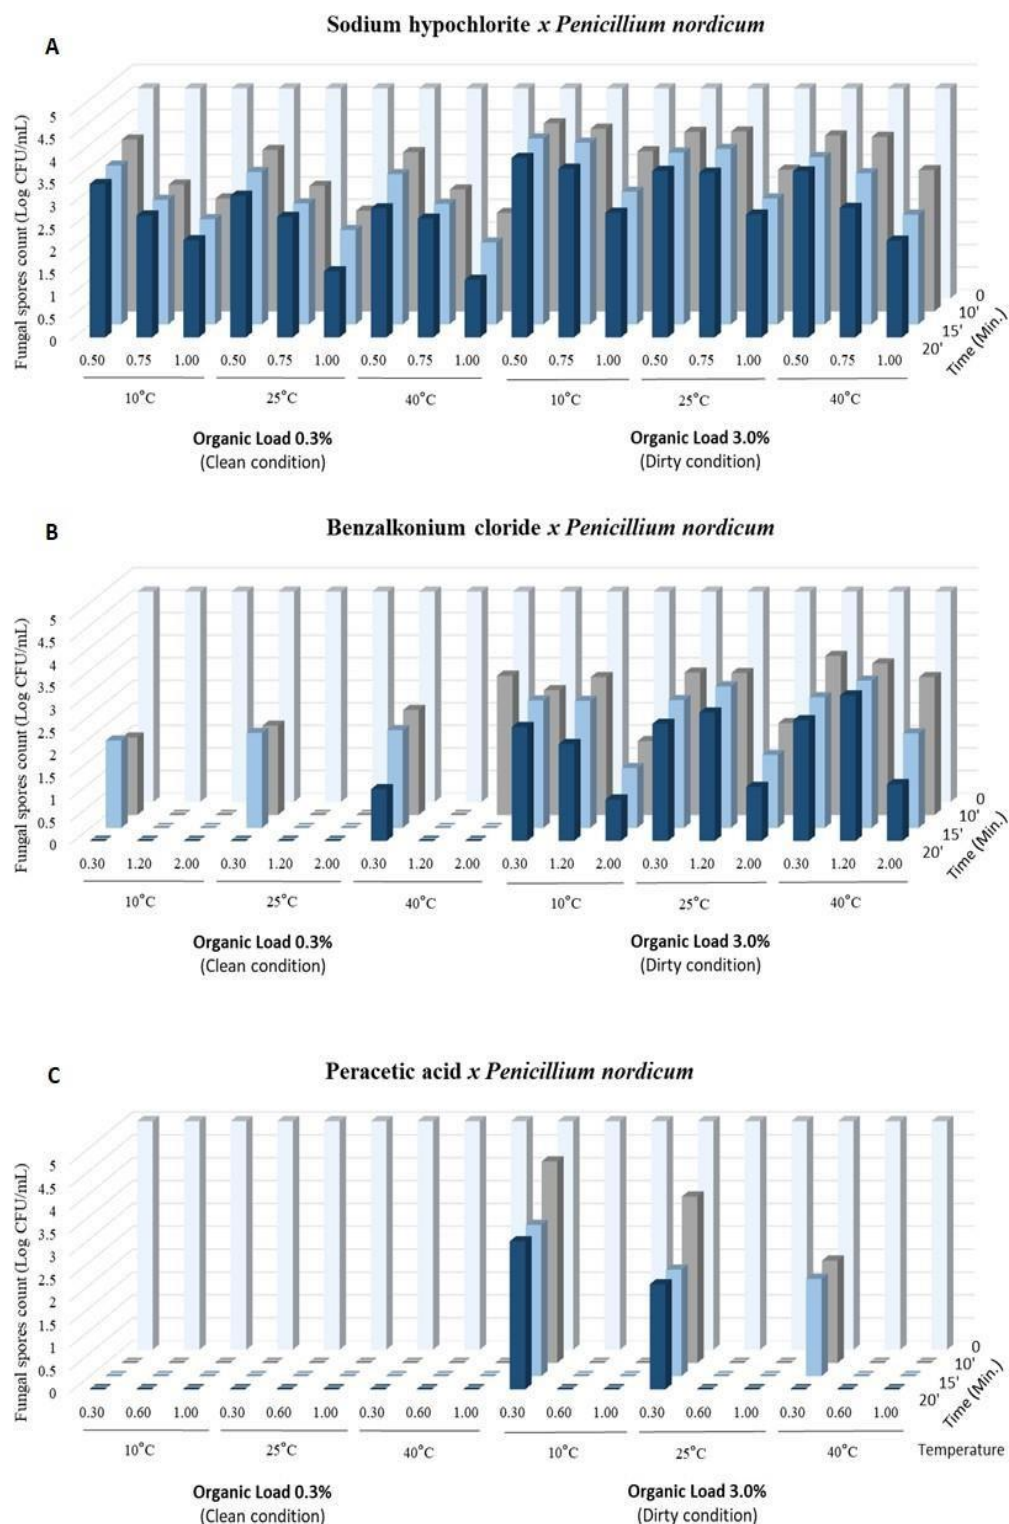 Sodium hypochlorite x Penicillium nordicum
A
Fungal spores count (Log CFU/mL)
5
4.5
4
3.5
3
2.5
2
1.5
1
0.5
0
0
10'
15'
20'
Time (Min.)
0.50 0.75 1.00 0.50 0.75 1.00 0.50 0.75 1.00 0.50 0.75 1.00 0.50 0.75 1.00 0.50 0.75 1.00
10°C 25°C 40°C 10°C 25°C 40°C
Organic Load 0.3% Organic Load 3.0%
(Clean condition) (Dirty condition)
B
Benzalkonium cloride x Penicillium nordicum
Fungal spores count (Log CFU/mL)
5
4.5
4
3.5
3
2.5
2
1.5
1
0.5
0
0
10'
15'
20'
Time (Min.)
0.30 1.20 2.00 0.30 1.20 2.00 0.30 1.20 2.00 0.30 1.20 2.00 0.30 1.20 2.00 0.30 1.20 2.00
10°C 25°C 40°C 10°C 25°C 40°C
Organic Load 0.3% Organic Load 3.0%
(Clean condition) (Dirty condition)
C
Peracetic acid x Penicillium nordicum
Fungal spores count (Log CFU/mL)
5
4.5
4
3.5
3
2.5
2
1.5
1
0.5
0
0
10'
15'
20'
Time (Min.)
0.30 0.60 1.00 0.30 0.60 1.00 0.30 0.60 1.00 0.30 0.60 1.00 0.30 0.60 1.00 0.30 0.60 1.00
10°C 25°C 40°C 10°C 25°C 40°C Temperature
Organic Load 0.3% Organic Load 3.0%
(Clean condition) (Dirty condition)